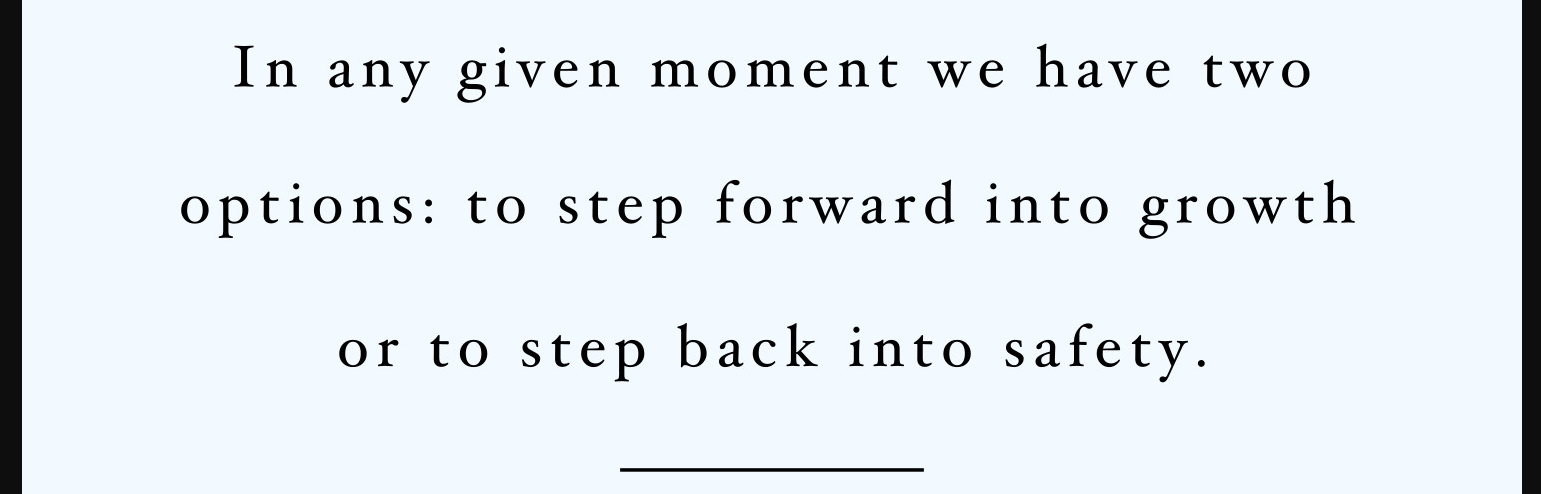 In any given moment we have two
options: to step forward into growth
or to step back into safety.